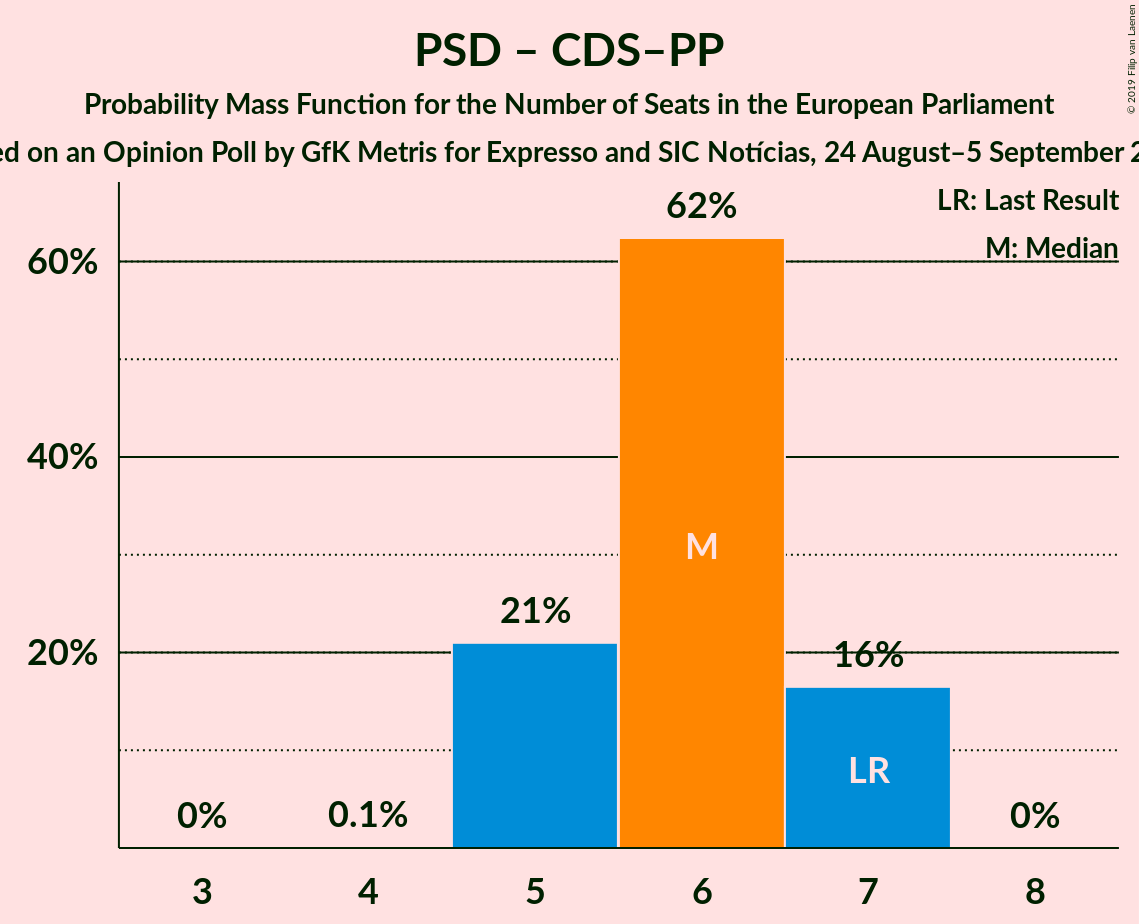 PSD – CDS–PP
Probability Mass Function for the Number of Seats in the European Parliament
on an Opinion Poll by GfK Metris for Expresso and SIC Notícias, 24 August–5 September
© 2019 Filip van Laenen
LR: Last Result
M: Median
60%
40%
20%
62%
21%
16%
0%
0.1%
0%
M
LR
3 4 5 6 7 8